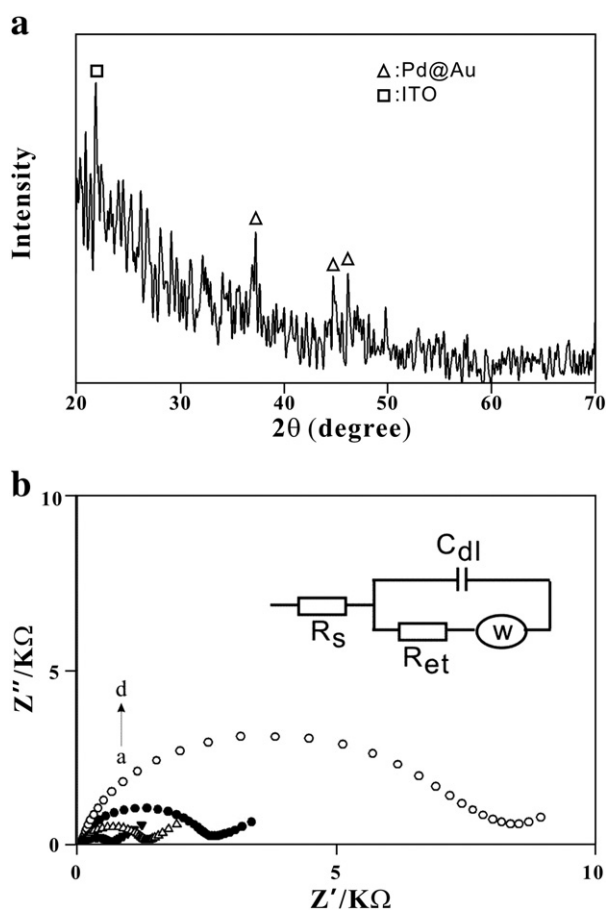 a
△:Pd@Au
□:ITO
Intensity
20 30 40 50 60 70
2θ (degree)
b
10
5
0
Z″/KΩ
d
a
Cdl
Rs
Ret
W
0 5 10
Z′/KΩ